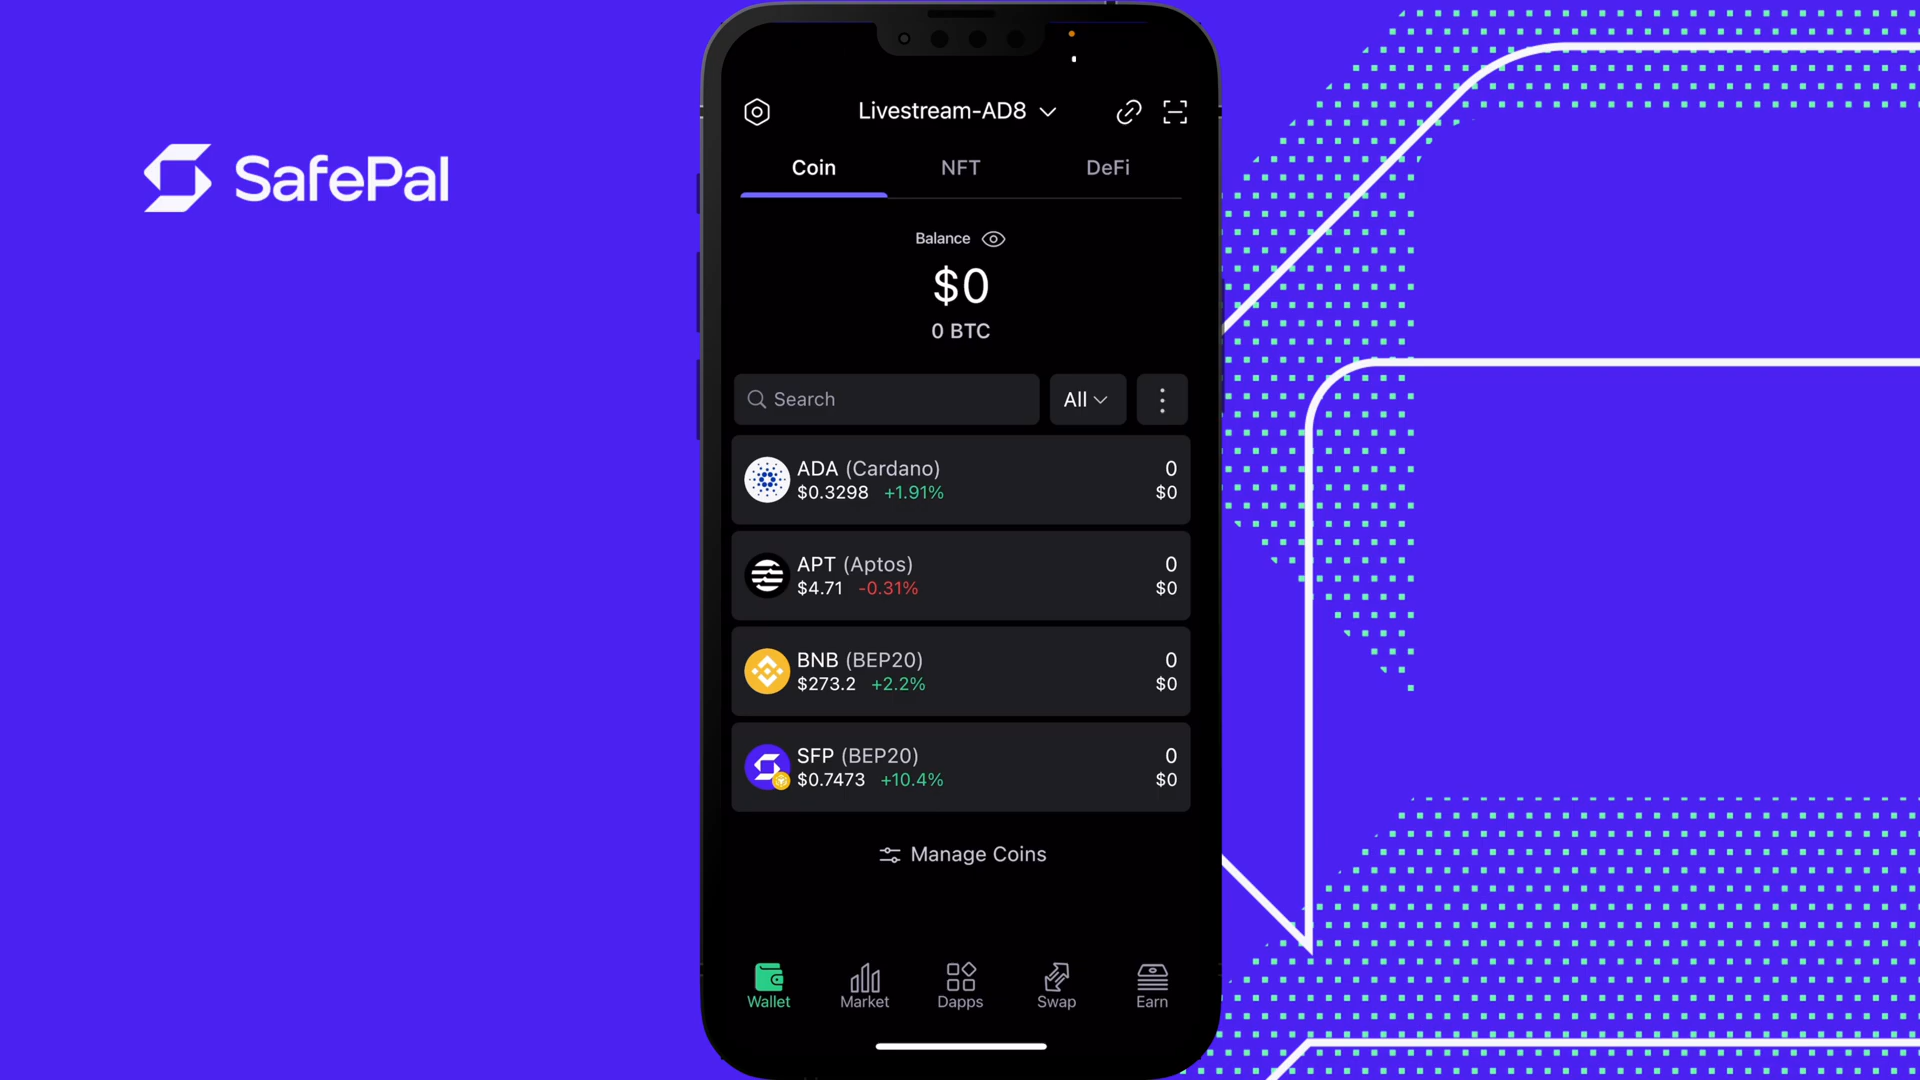 SafePal
Livestream-AD8
Coin NFT DeFi
Balance
$0
0 BTC
Search All
ADA (Cardano) 0
$0.3298 +1.91% $0
APT (Aptos) 0
$4.71 -0.31% $0
BNB (BEP20) 0
$273.2 +2.2% $0
SFP (BEP20) 0
$0.7473 +10.4% $0
Manage Coins
Wallet Market Dapps Swap Earn